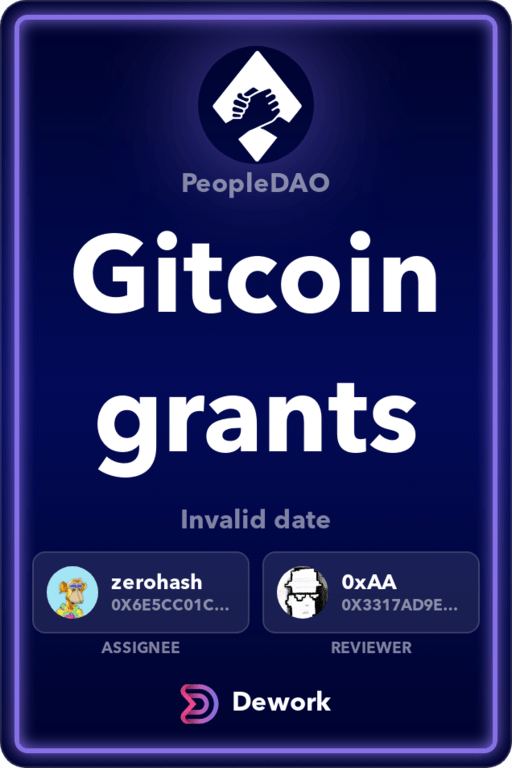 PeopleDAO
Gitcoin
grants
Invalid date
zerohash
0X6E5CC01C...
0xAA
0X3317AD9E...
ASSIGNEE
REVIEWER
Dework